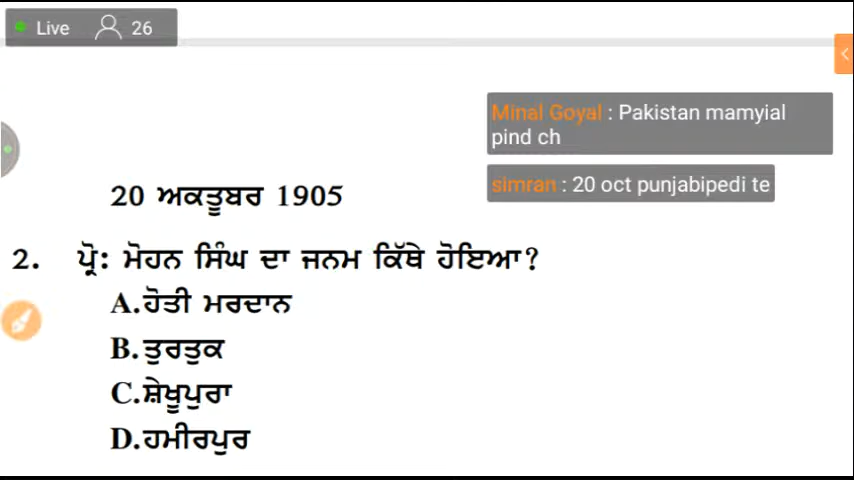 Live 26
Minal Goyal : Pakistan mamyial
pind ch
simran : 20 oct punjabipedi te
20 ਅਕਤੂਬਰ 1905
2. ਪ੍ਰੋ: ਮੋਹਨ ਸਿੰਘ ਦਾ ਜਨਮ ਕਿੱਥੇ ਹੋਇਆ?
A.ਹੋਤੀ ਮਰਦਾਨ
B.ਤੁਰਤੁਕ
C.ਸ਼ੇਖੂਪੁਰਾ
D.ਹਮੀਰਪੁਰ